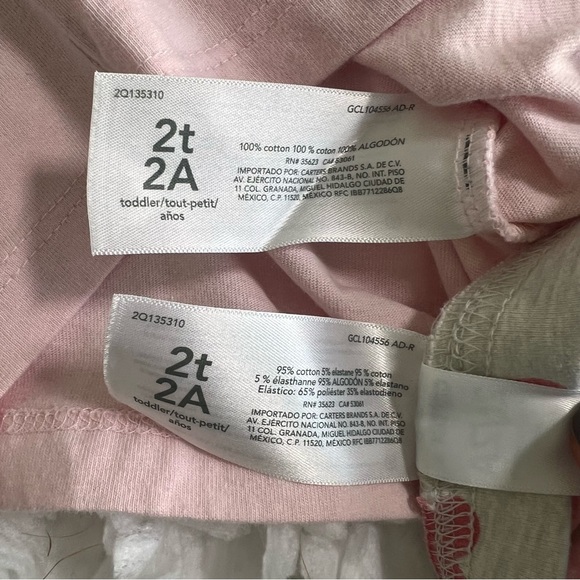 2Q135310
GCL104556 AD-R
2t
2A
toddler/tout-petit/
años
100% cotton 100 % coton 100% ALGODÓN
RN# 35623 CA# 53061
IMPORTADO POR: CARTERS BRANDS S.A. DE C.V.
AV. EJÉRCITO NACIONAL NO. 843-B, NO. INT. PISO
11 COL. GRANADA, MIGUEL HIDALGO CIUDAD DE
MÉXICO, C.P. 11520, MÉXICO RFC IBB7712286Q8
2Q135310
GCL104556 AD-R
2t
2A
toddler/tout-petit/
años
95% cotton 5% elastane 95 % coton
5 % élasthanne 95% ALGODÓN 5% elastano
Elástico: 65% poliéster 35% elastodieno
RN# 35623 CA# 53061
IMPORTADO POR: CARTERS BRANDS S.A. DE C.V.
AV. EJÉRCITO NACIONAL NO. 843-B, NO. INT. PISO
11 COL. GRANADA, MIGUEL HIDALGO CIUDAD DE
MÉXICO, C.P. 11520, MÉXICO RFC IBB7712286Q8